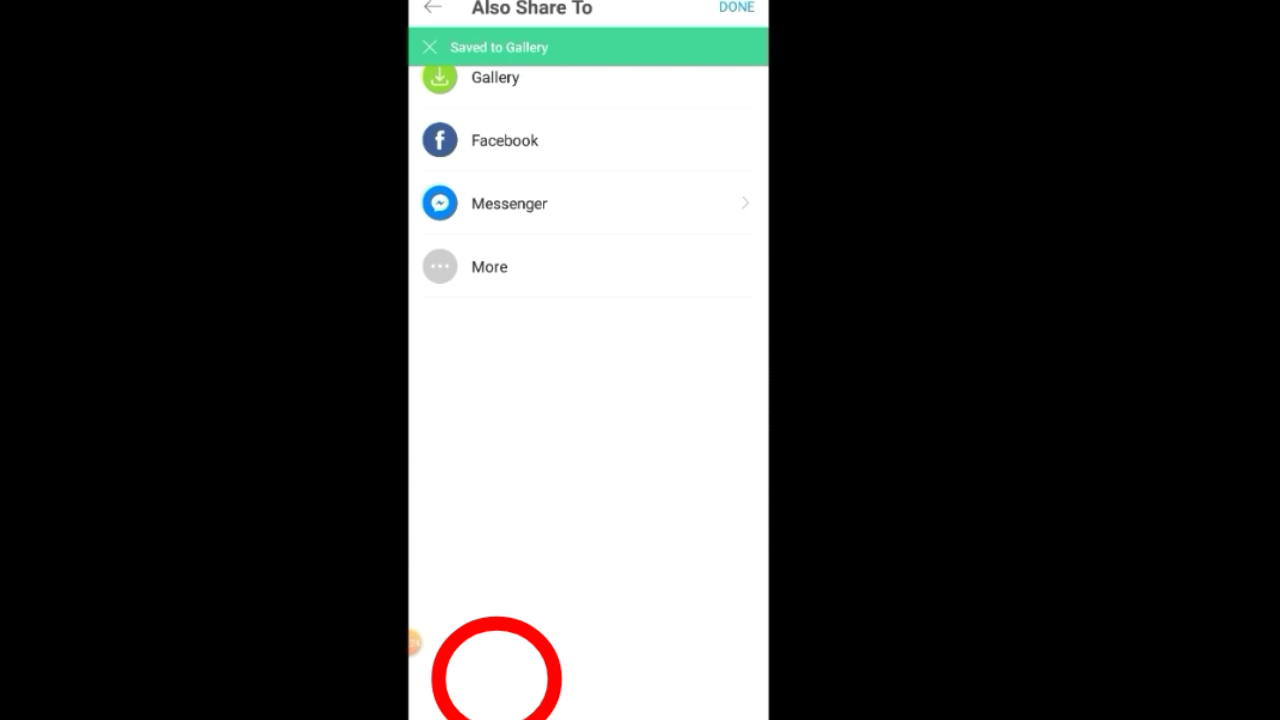 Also Share To
DONE
Saved to Gallery
Gallery
Facebook
Messenger
More